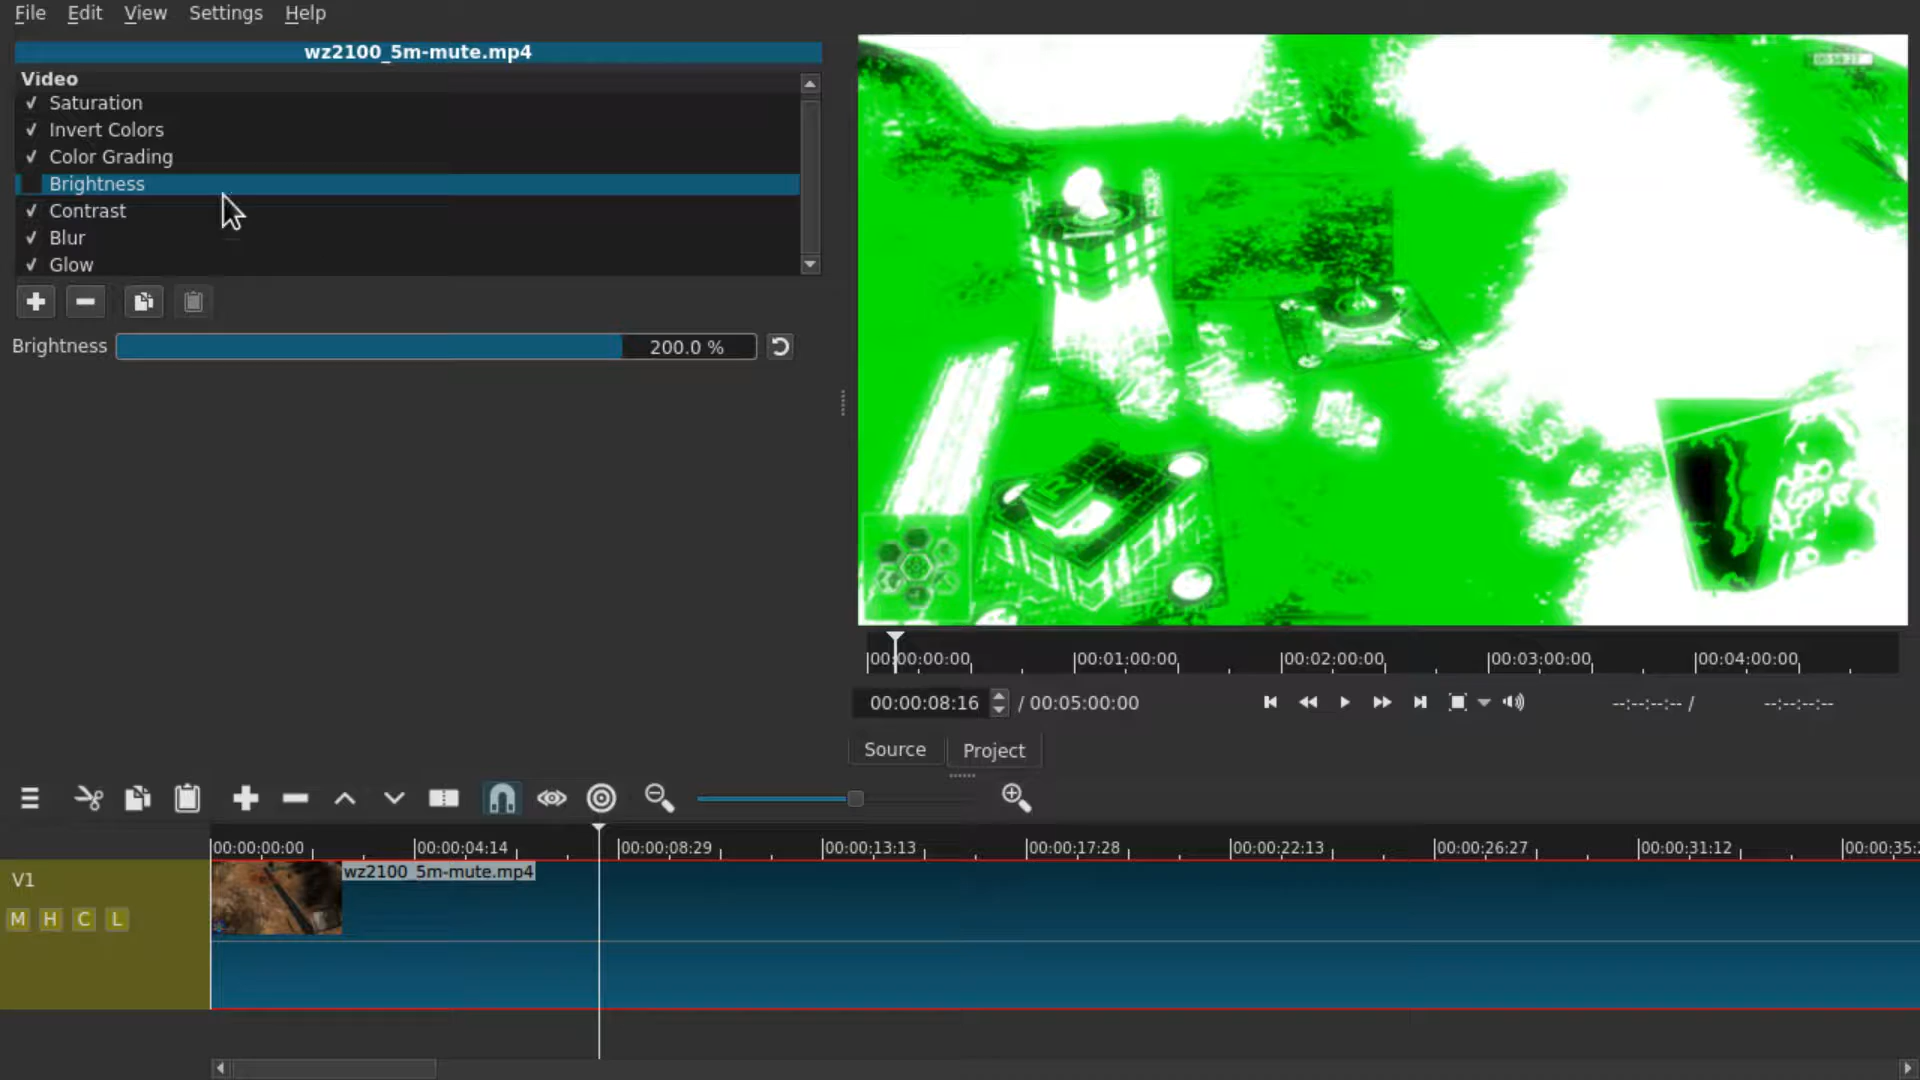 File Edit View Settings Help
wz2100_5m-mute.mp4
Video
Saturation
Invert Colors
Color Grading
Brightness
Contrast
Blur
Glow
Brightness 200.0 %
R
00:00:00:00 00:01:00:00 00:02:00:00 00:03:00:00 00:04:00:00
00:00:08:16 / 00:05:00:00 --:--:--:-- / --:--:--:--
Source Project
00:00:00:00 00:00:04:14 00:00:08:29 00:00:13:13 00:00:17:28 00:00:22:13 00:00:26:27 00:00:31:12 00:00:35:
V1 wz2100_5m-mute.mp4
M H C L